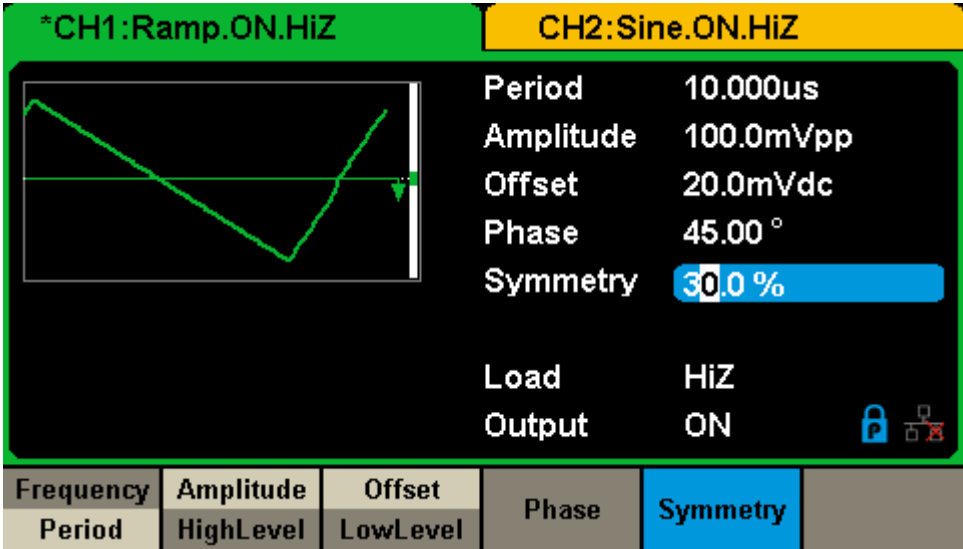 *CH1:Ramp.ON.HiZ CH2:Sine.ON.HiZ
Period 10.000us
Amplitude 100.0mVpp
Offset 20.0mVdc
Phase 45.00 °
Symmetry 30.0 %
Load HiZ
Output ON
P
Frequency Amplitude Offset Phase Symmetry
Period HighLevel LowLevel